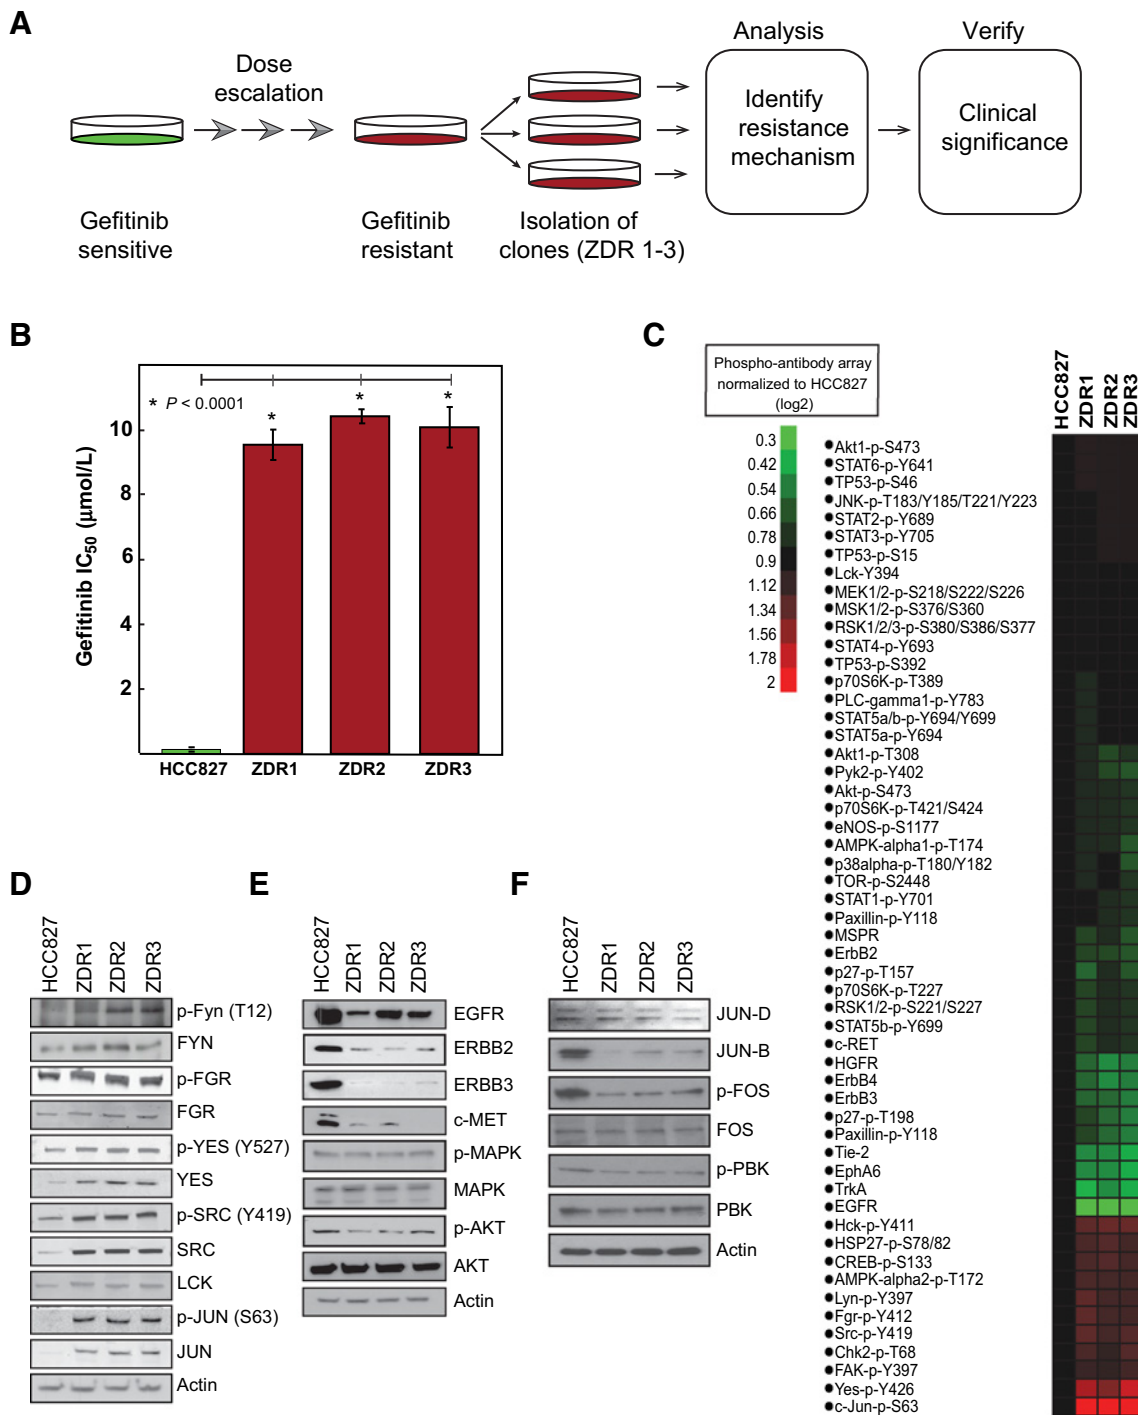 A
Dose
escalation
Analysis
Verify
Identify
resistance
mechanism
Clinical
significance
Gefitinib
sensitive
Gefitinib
resistant
Isolation of
clones (ZDR 1-3)
B
* P < 0.0001
*
*
*
10
8
6
4
2
Gefitinib IC50 (μmol/L)
HCC827 ZDR1 ZDR2 ZDR3
C
Phospho-antibody array
normalized to HCC827
(log2)
0.3
0.42
0.54
0.66
0.78
0.9
1.12
1.34
1.56
1.78
2
HCC827
ZDR1
ZDR2
ZDR3
Akt1-p-S473
STAT6-p-Y641
TP53-p-S46
JNK-p-T183/Y185/T221/Y223
STAT2-p-Y689
STAT3-p-Y705
TP53-p-S15
Lck-Y394
MEK1/2-p-S218/S222/S226
MSK1/2-p-S376/S360
RSK1/2/3-p-S380/S386/S377
STAT4-p-Y693
TP53-p-S392
p70S6K-p-T389
PLC-gamma1-p-Y783
STAT5a/b-p-Y694/Y699
STAT5a-p-Y694
Akt1-p-T308
Pyk2-p-Y402
Akt-p-S473
p70S6K-p-T421/S424
eNOS-p-S1177
AMPK-alpha1-p-T174
p38alpha-p-T180/Y182
TOR-p-S2448
STAT1-p-Y701
Paxillin-p-Y118
MSPR
ErbB2
p27-p-T157
p70S6K-p-T227
RSK1/2-p-S221/S227
STAT5b-p-Y699
c-RET
HGFR
ErbB4
ErbB3
p27-p-T198
Paxillin-p-Y118
Tie-2
EphA6
TrkA
EGFR
Hck-p-Y411
HSP27-p-S78/82
CREB-p-S133
AMPK-alpha2-p-T172
Lyn-p-Y397
Fgr-p-Y412
Src-p-Y419
Chk2-p-T68
FAK-p-Y397
Yes-p-Y426
c-Jun-p-S63
D
HCC827
ZDR1
ZDR2
ZDR3
p-Fyn (T12)
FYN
p-FGR
FGR
p-YES (Y527)
YES
p-SRC (Y419)
SRC
LCK
p-JUN (S63)
JUN
Actin
E
HCC827
ZDR1
ZDR2
ZDR3
EGFR
ERBB2
ERBB3
c-MET
p-MAPK
MAPK
p-AKT
AKT
Actin
F
HCC827
ZDR1
ZDR2
ZDR3
JUN-D
JUN-B
p-FOS
FOS
p-PBK
PBK
Actin